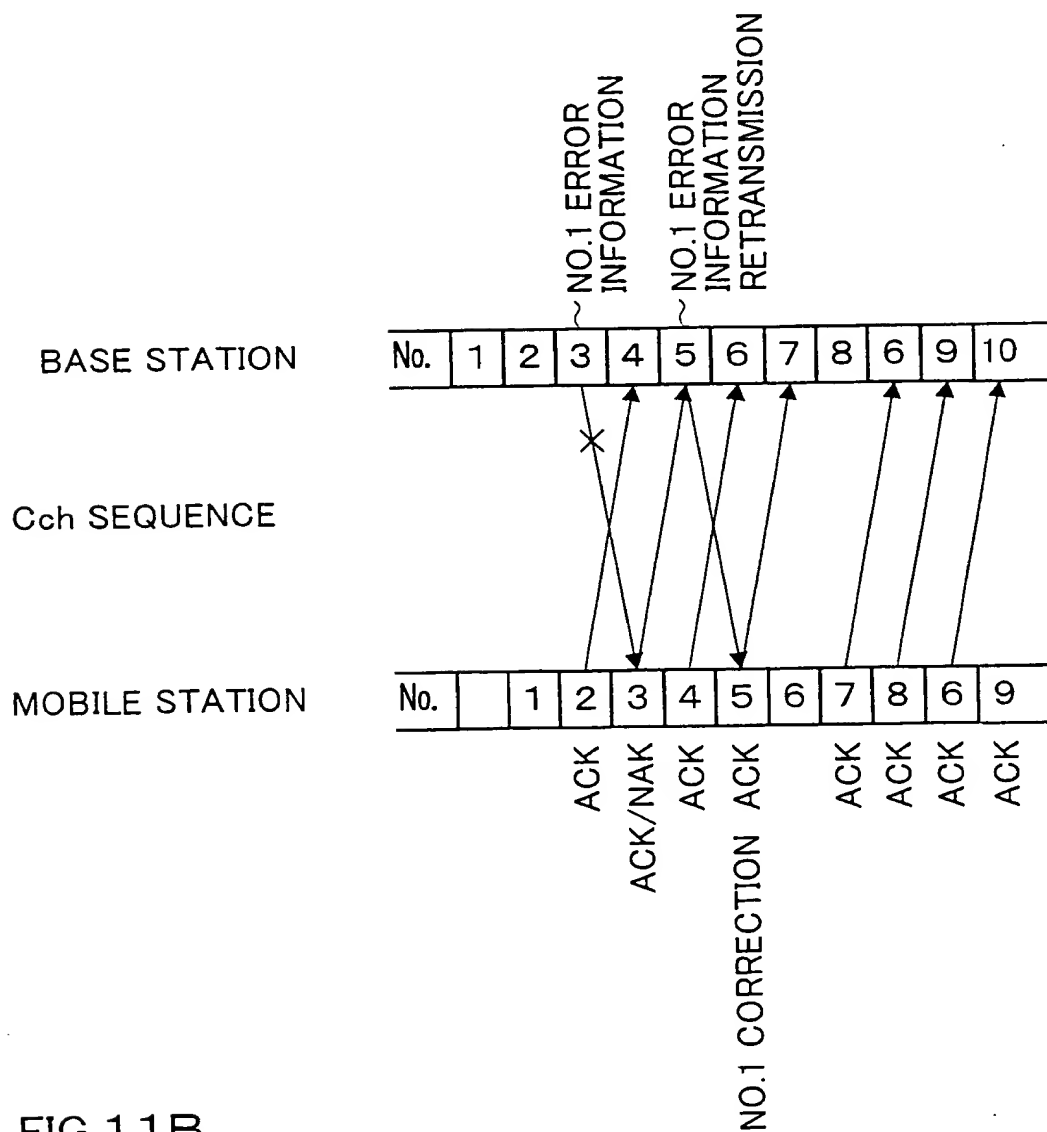 NO.1 ERROR
INFORMATION
NO.1 ERROR
INFORMATION
RETRANSMISSION
BASE STATION
No. 1 2 3 4 5 6 7 8 6 9 10
Cch SEQUENCE
MOBILE STATION
No. 1 2 3 4 5 6 7 8 6 9
ACK
ACK/NAK
ACK
NO.1 CORRECTION ACK
ACK
ACK
ACK
ACK
FIG.11B